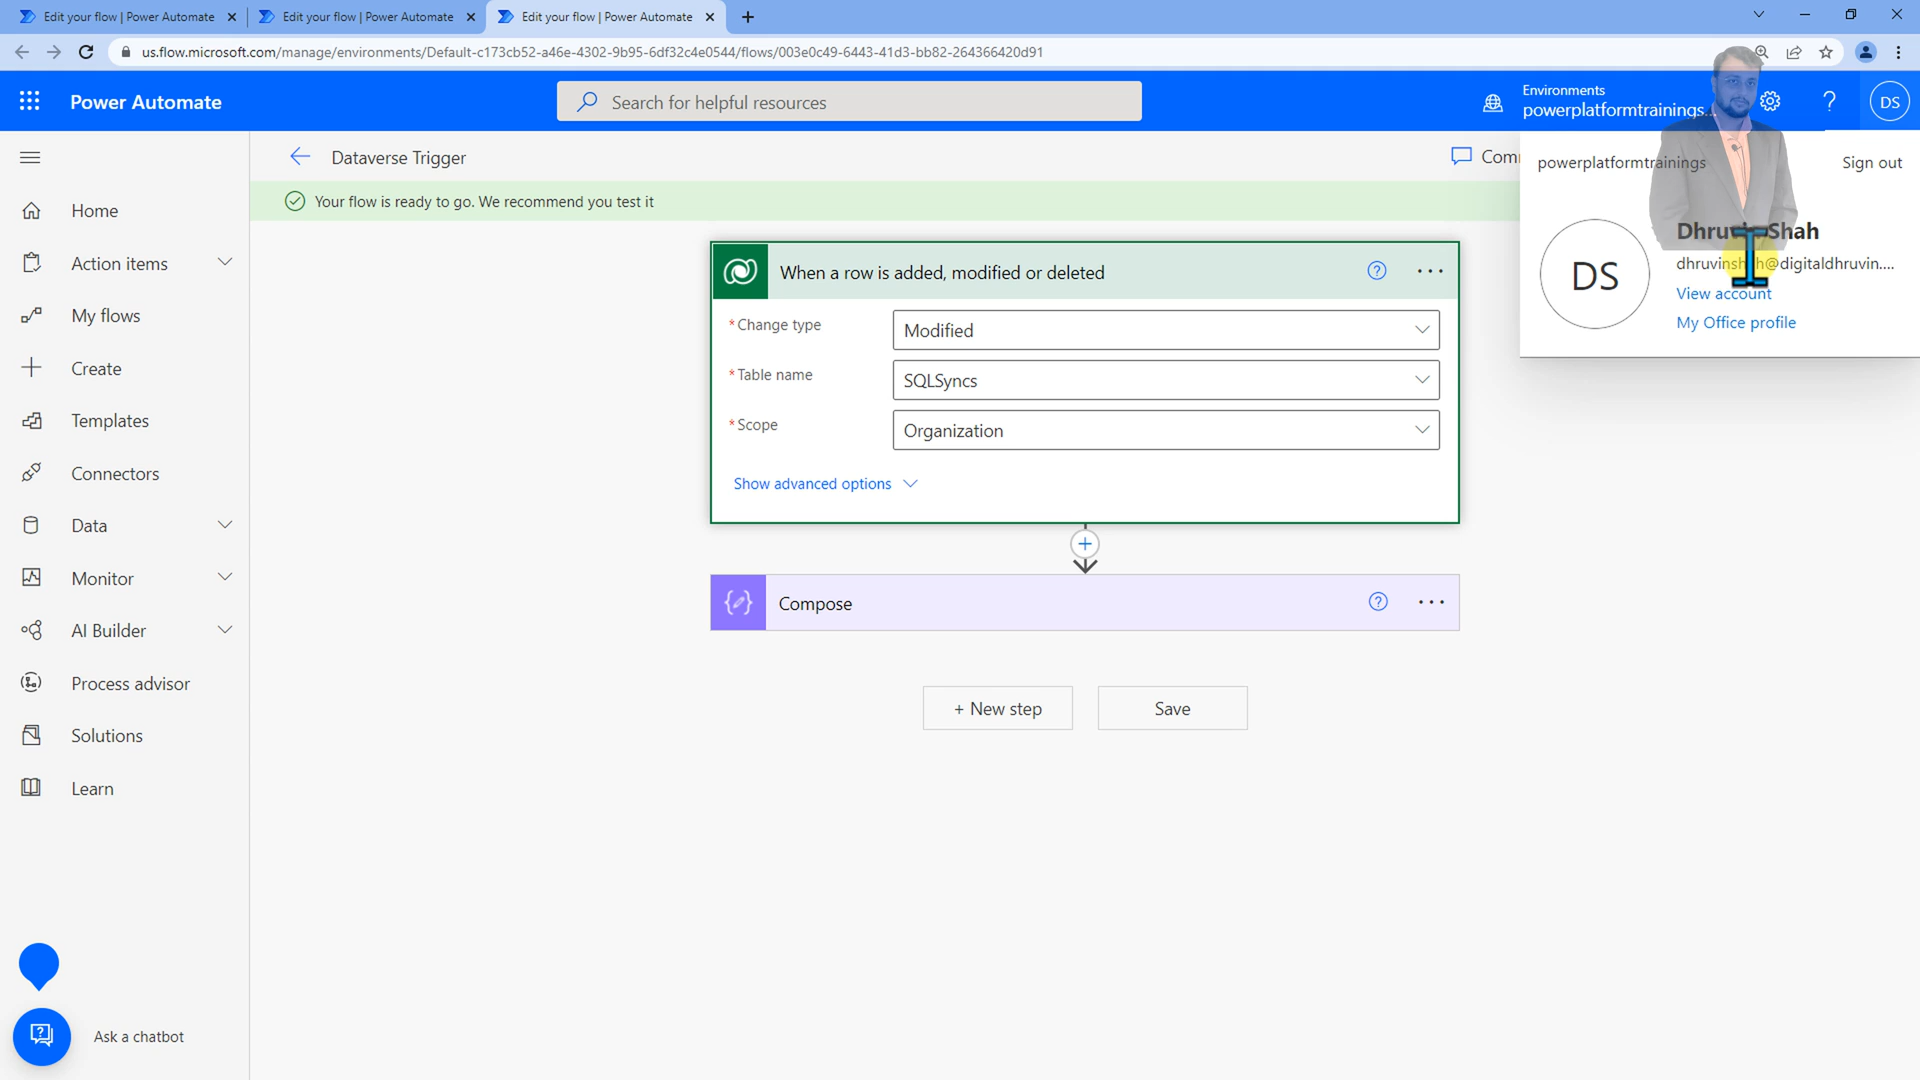 Edit your flow | Power Automate
Edit your flow | Power Automate
Edit your flow | Power Automate
us.flow.microsoft.com/manage/environments/Default-c173cb52-a46e-4302-9b95-6df32c4e0544/flows/003e0c49-6443-41d3-bb82-264366420d91
Power Automate
Search for helpful resources
Environments
powerplatformtrainings...
DS
Dataverse Trigger
powerplatformtrainings
Sign out
Your flow is ready to go. We recommend you test it
Home
Action items
My flows
Create
Templates
Connectors
Data
Monitor
AI Builder
Process advisor
Solutions
Learn
Ask a chatbot
When a row is added, modified or deleted
* Change type
Modified
* Table name
SQLSyncs
* Scope
Organization
Show advanced options
Compose
+ New step
Save
DS
Dhruvin Shah
dhruvinshah@digitaldhruvin....
View account
My Office profile